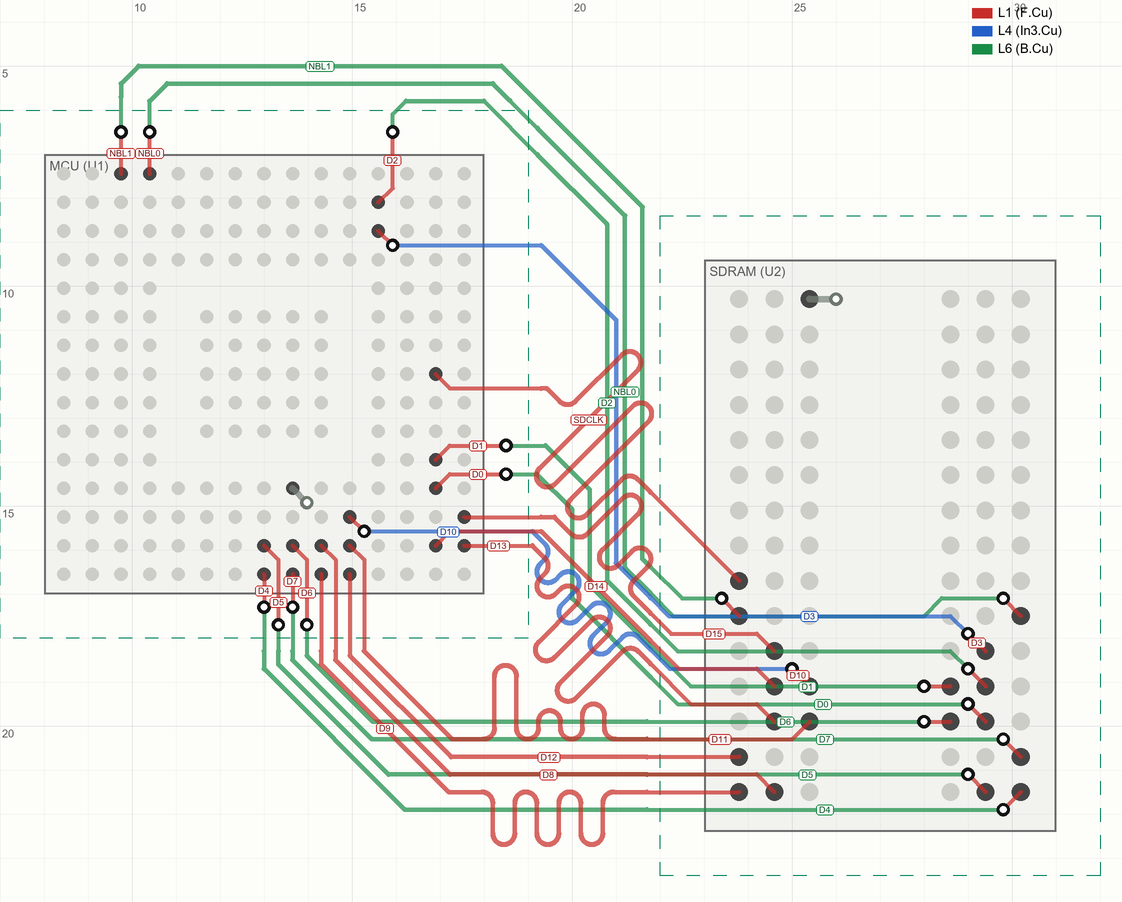 10 15 20 25 30
L1 (F.Cu)
L4 (In3.Cu)
L6 (B.Cu)
5
NBL1
NBL1 NBL0
D2
MCU (U1)
SDRAM (U2)
10
NBL0
D2
SDCLK
D1
D0
15
D10
D13
D14
D7
D4
D6
D5
D3
D15
D3
D10
D1
D0
D6
20
D9
D11
D7
D12
D8
D5
D4